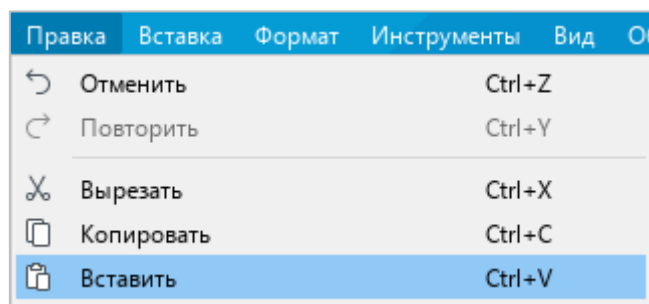 Правка Вставка Формат Инструменты Вид
Отменить Ctrl+Z
Повторить Ctrl+Y
Вырезать Ctrl+X
Копировать Ctrl+C
Вставить Ctrl+V